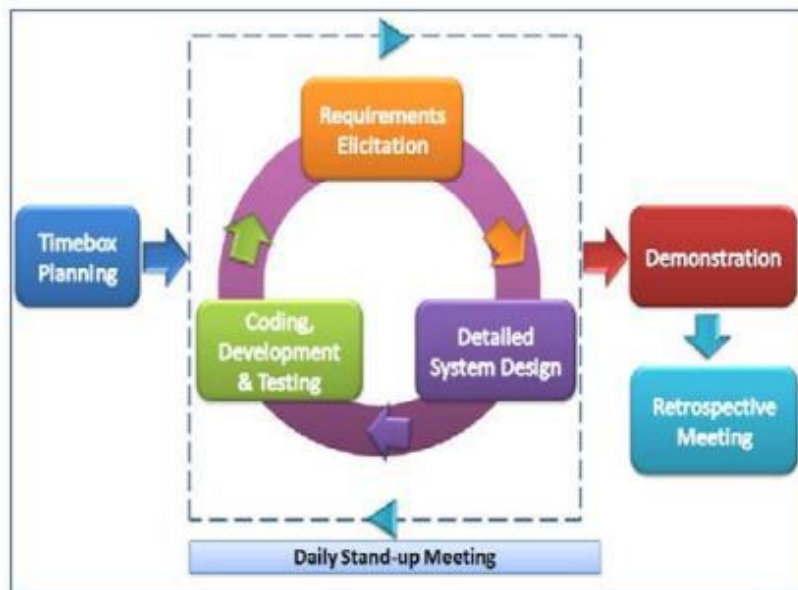 Requirements
Elicitation
Timebox
Planning
Demonstration
Coding,
Development
& Testing
Detailed
System Design
Retrospective
Meeting
Daily Stand-up Meeting